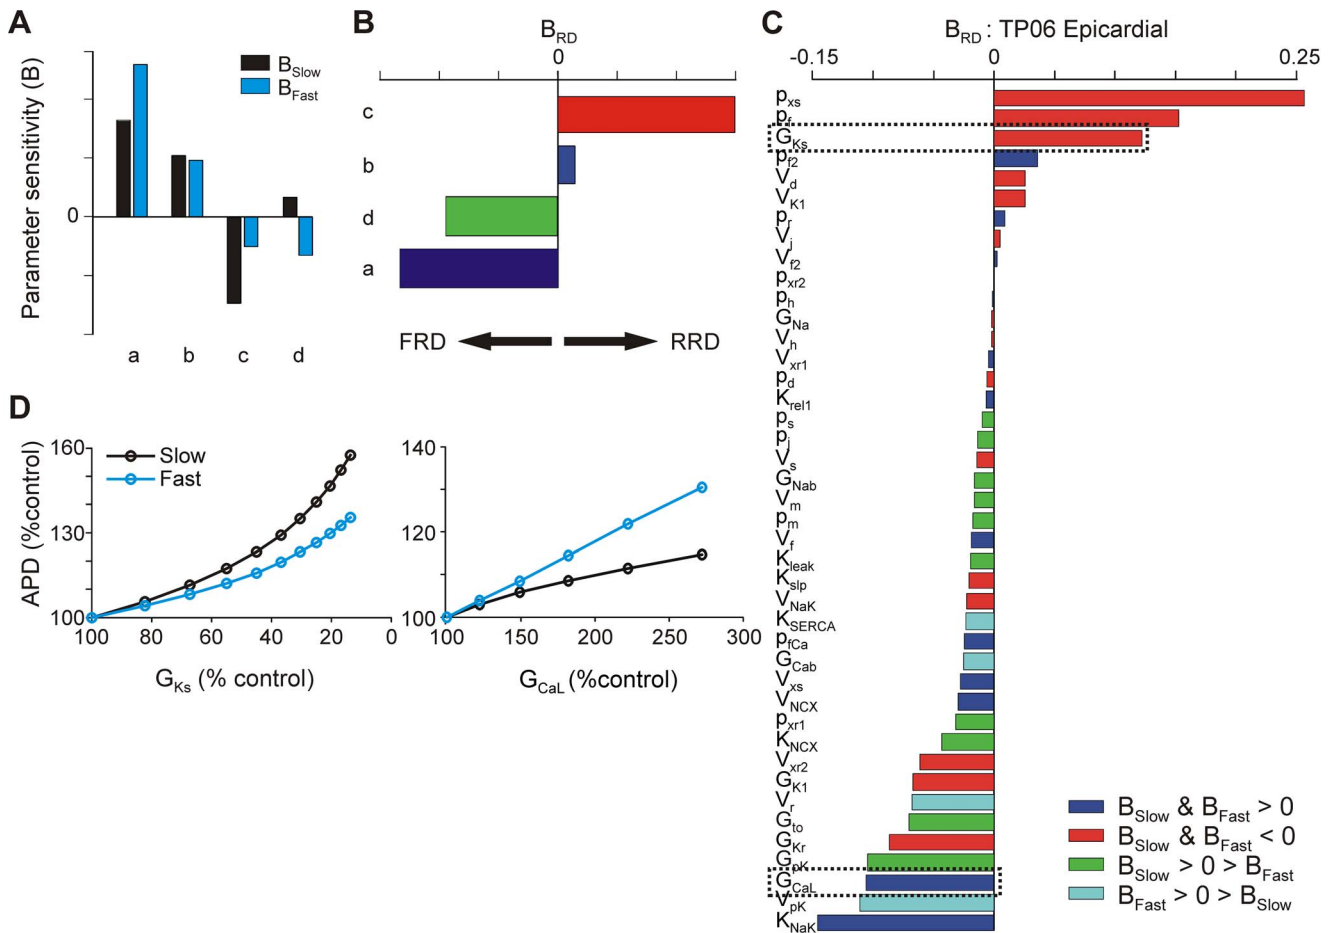 A
Parameter sensitivity (B)
0
B_Slow
B_Fast
a b c d
B
B_RD
0
c
b
d
a
FRD RRD
C
B_RD : TP06 Epicardial
-0.15 0 0.25
p_xs
p_f
G_Ks
p_f2
V_d
V_K1
p_r
V_j
V_f2
p_xr2
p_h
G_Na
V_h
V_xr1
p_d
K_rel1
p_s
p_j
V_s
G_Nab
V_m
p_m
V_f
K_leak
K_slp
V_NaK
K_SERCA
p_fCa
G_Cab
V_xs
V_NCX
p_xr1
K_NCX
V_xr2
G_K1
V_r
G_to
G_Kr
G_pK
G_CaL
V_pK
K_NaK
B_Slow & B_Fast > 0
B_Slow & B_Fast < 0
B_Slow > 0 > B_Fast
B_Fast > 0 > B_Slow
D
APD (%control)
160
130
100
Slow
Fast
100 80 60 40 20 0
G_Ks (% control)
140
120
100
100 150 200 250 300
G_CaL (%control)